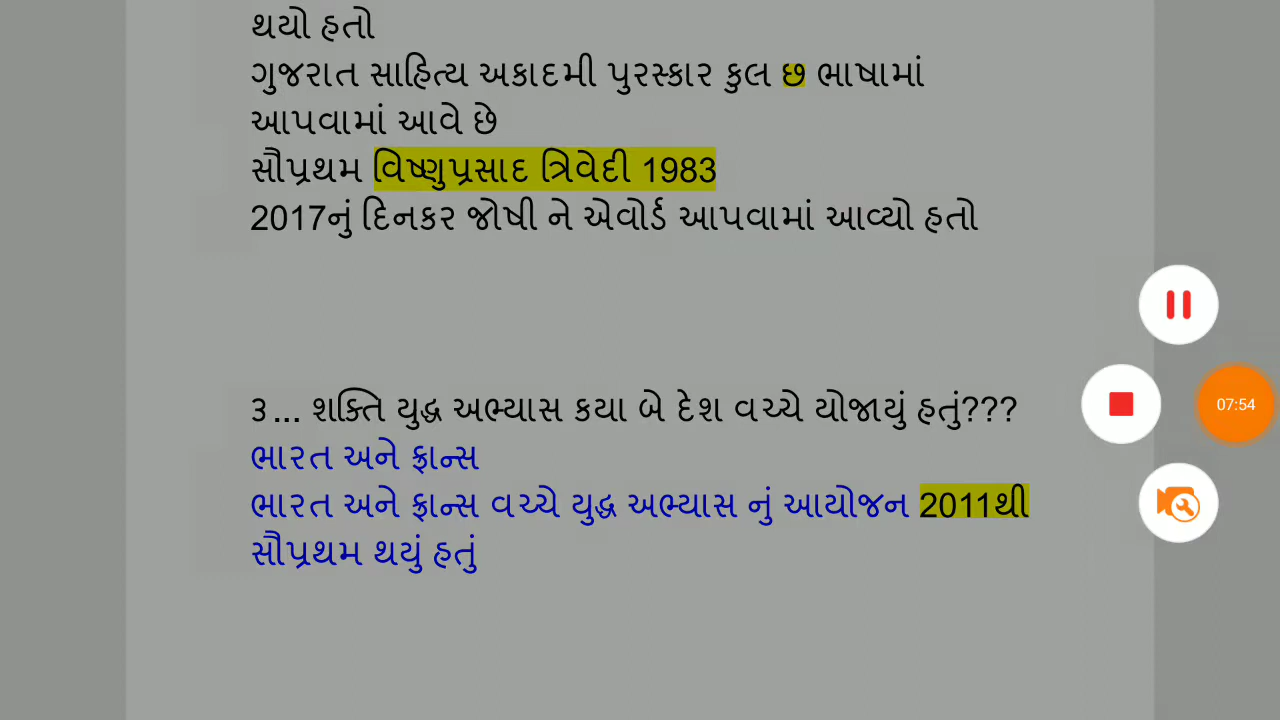 થયો હતો
ગુજરાત સાહિત્ય અકાદમી પુરસ્કાર કુલ છ ભાષામાં
આપવામાં આવે છે
સૌપ્રથમ વિષ્ણુપ્રસાદ ત્રિવેદી 1983
2017નું દિનકર જોષી ને એવોર્ડ આપવામાં આવ્યો હતો
૩... શક્તિ યુદ્ધ અભ્યાસ કયા બે દેશ વચ્ચે યોજાયું હતું???
ભારત અને ફ્રાન્સ
ભારત અને ફ્રાન્સ વચ્ચે યુદ્ધ અભ્યાસ નું આયોજન 2011થી
સૌપ્રથમ થયું હતું
07:54